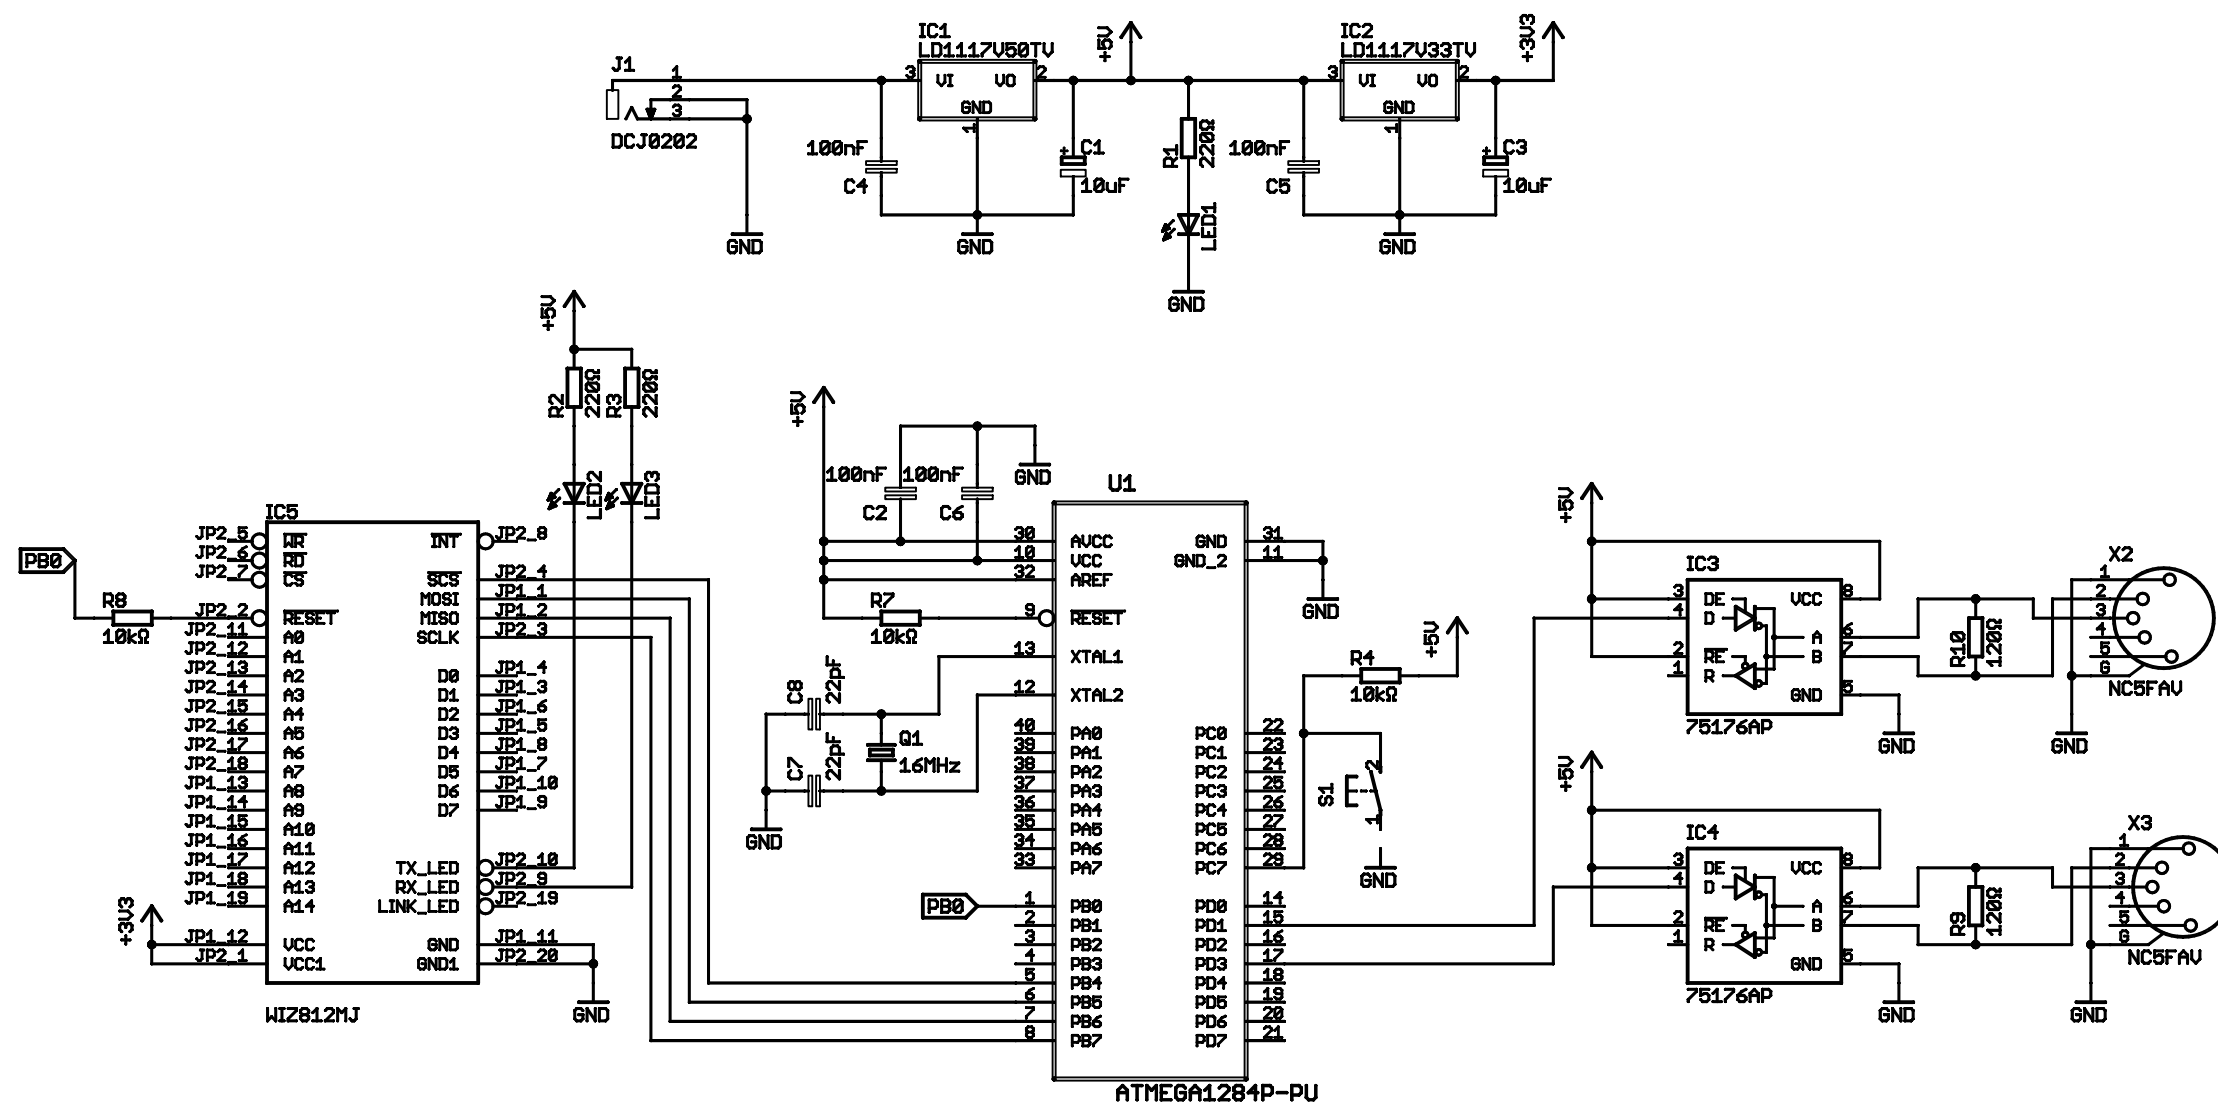 J1
1
2
3
DCJ0202
GND
IC1
LD1117V50TV
3
VI
VO
2
GND
1
100nF
C4
+
C1
10uF
GND
+5V
R1
220Ω
LED1
GND
IC2
LD1117V33TV
3
VI
VO
2
GND
1
100nF
C5
+
C3
10uF
GND
+3V3
+5V
R2
220Ω
R3
220Ω
LED2
LED3
PB0
R8
10kΩ
IC5
JP2_5 WR
JP2_6 RD
JP2_7 CS
JP2_2 RESET
JP2_11 A0
JP2_12 A1
JP2_13 A2
JP2_14 A3
JP2_15 A4
JP2_16 A5
JP2_17 A6
JP2_18 A7
JP1_13 A8
JP1_14 A9
JP1_15 A10
JP1_16 A11
JP1_17 A12
JP1_18 A13
JP1_19 A14
JP1_12 VCC
JP2_1 VCC1
INT JP2_8
SCS JP2_4
MOSI JP1_1
MISO JP1_2
SCLK JP2_3
D0 JP1_4
D1 JP1_3
D2 JP1_6
D3 JP1_5
D4 JP1_8
D5 JP1_7
D6 JP1_10
D7 JP1_9
TX_LED JP2_10
RX_LED JP2_9
LINK_LED JP2_19
GND JP1_11
GND1 JP2_20
WIZ812MJ
+3V3
GND
+5V
100nF
C2
100nF
C6
GND
R7
10kΩ
C8
22pF
C7
22pF
Q1
16MHz
GND
PB0
U1
30 AVCC
10 VCC
32 AREF
9 RESET
13 XTAL1
12 XTAL2
40 PA0
39 PA1
38 PA2
37 PA3
36 PA4
35 PA5
34 PA6
33 PA7
1 PB0
2 PB1
3 PB2
4 PB3
5 PB4
6 PB5
7 PB6
8 PB7
GND 31
GND_2 11
PC0 22
PC1 23
PC2 24
PC3 25
PC4 26
PC5 27
PC6 28
PC7 29
PD0 14
PD1 15
PD2 16
PD3 17
PD4 18
PD5 19
PD6 20
PD7 21
ATMEGA1284P-PU
GND
R4
10kΩ
+5V
S1
2
1
GND
+5V
IC3
3 DE
4 D
2 RE
1 R
VCC 8
A 6
B 7
GND 5
75176AP
GND
R10
120Ω
X2
1
2
3
4
5
G
NC5FAV
GND
+5V
IC4
3 DE
4 D
2 RE
1 R
VCC 8
A 6
B 7
GND 5
75176AP
GND
R9
120Ω
X3
1
2
3
4
5
G
NC5FAV
GND